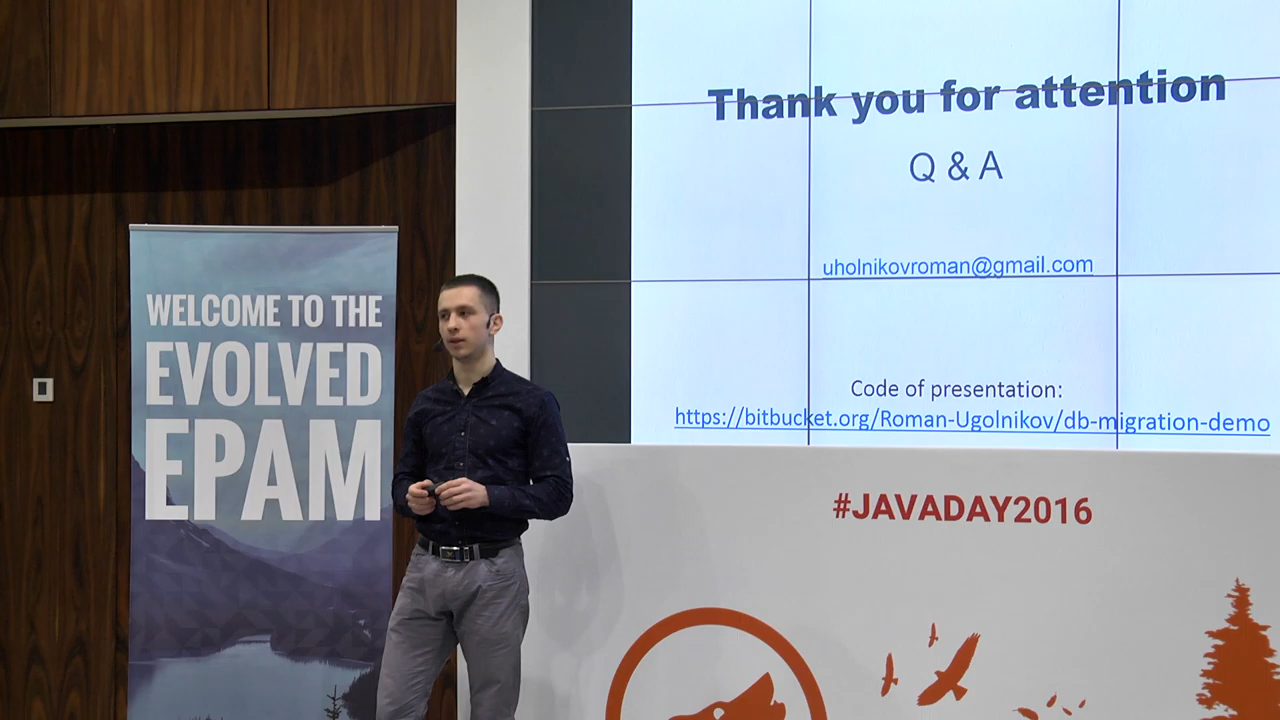 Thank you for attention
Q & A
uholnikovroman@gmail.com
Code of presentation:
https://bitbucket.org/Roman-Ugolnikov/db-migration-demo
WELCOME TO THE
EVOLVED
EPAM
#JAVADAY2016